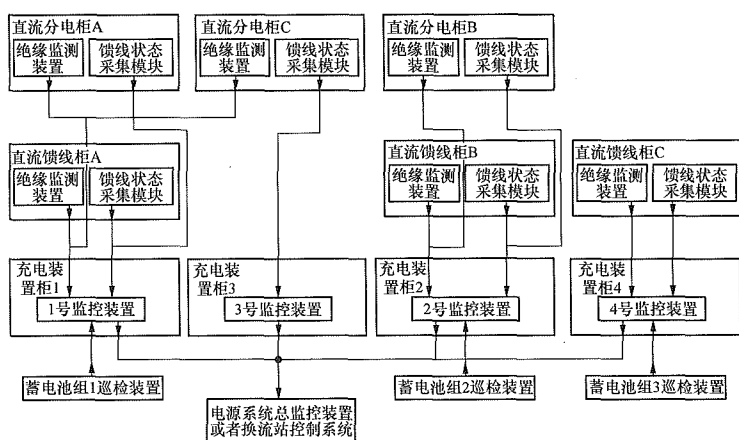 直流分电柜A
绝缘监测
装置
馈线状态
采集模块
直流分电柜C
绝缘监测
装置
馈线状态
采集模块
直流分电柜B
绝缘监测
装置
馈线状态
采集模块
直流馈线柜A
绝缘监测
装置
馈线状态
采集模块
直流馈线柜B
绝缘监测
装置
馈线状态
采集模块
直流馈线柜C
绝缘监测
装置
馈线状态
采集模块
充电装
置柜1
1号监控装置
充电装
置柜3
3号监控装置
充电装
置柜2
2号监控装置
充电装
置柜4
4号监控装置
蓄电池组1巡检装置
蓄电池组2巡检装置
蓄电池组3巡检装置
电源系统总监控装置
或者换流站控制系统